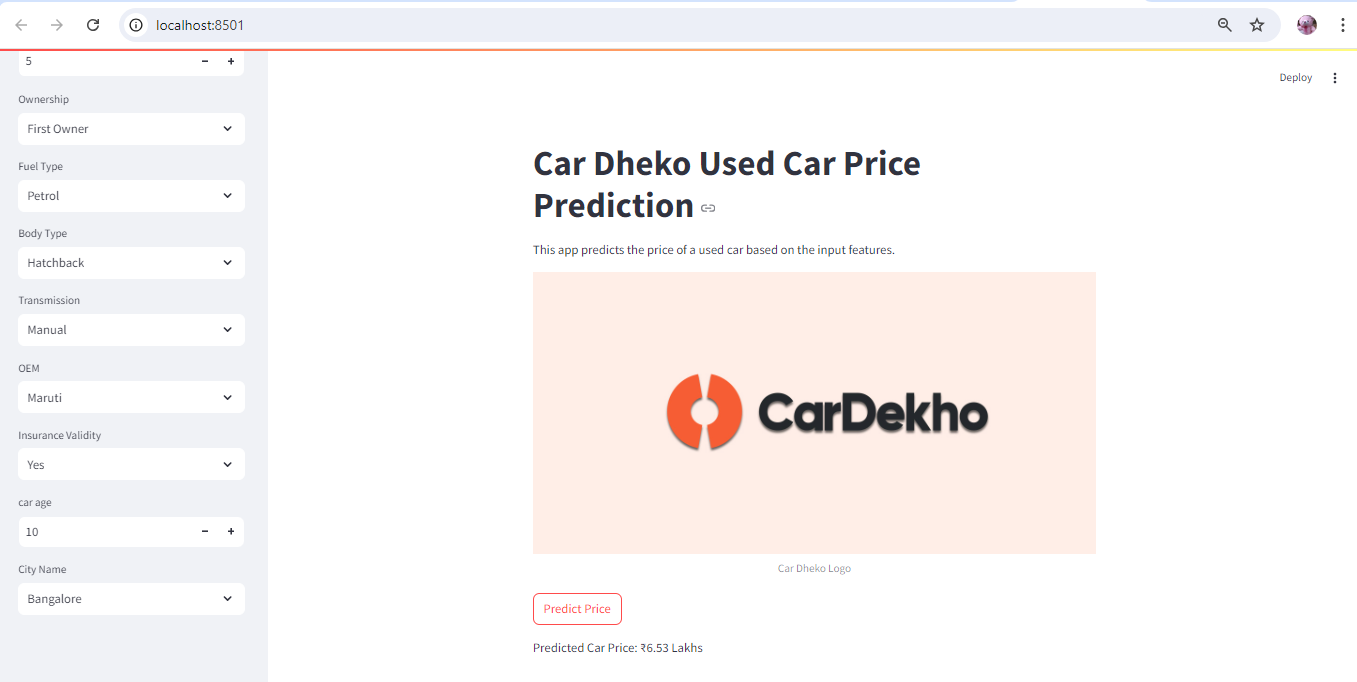 localhost:8501
5
Ownership
First Owner
Fuel Type
Petrol
Body Type
Hatchback
Transmission
Manual
OEM
Maruti
Insurance Validity
Yes
car age
10
City Name
Bangalore
Deploy
Car Dheko Used Car Price
Prediction
This app predicts the price of a used car based on the input features.
CarDekho
Car Dheko Logo
Predict Price
Predicted Car Price: ₹6.53 Lakhs